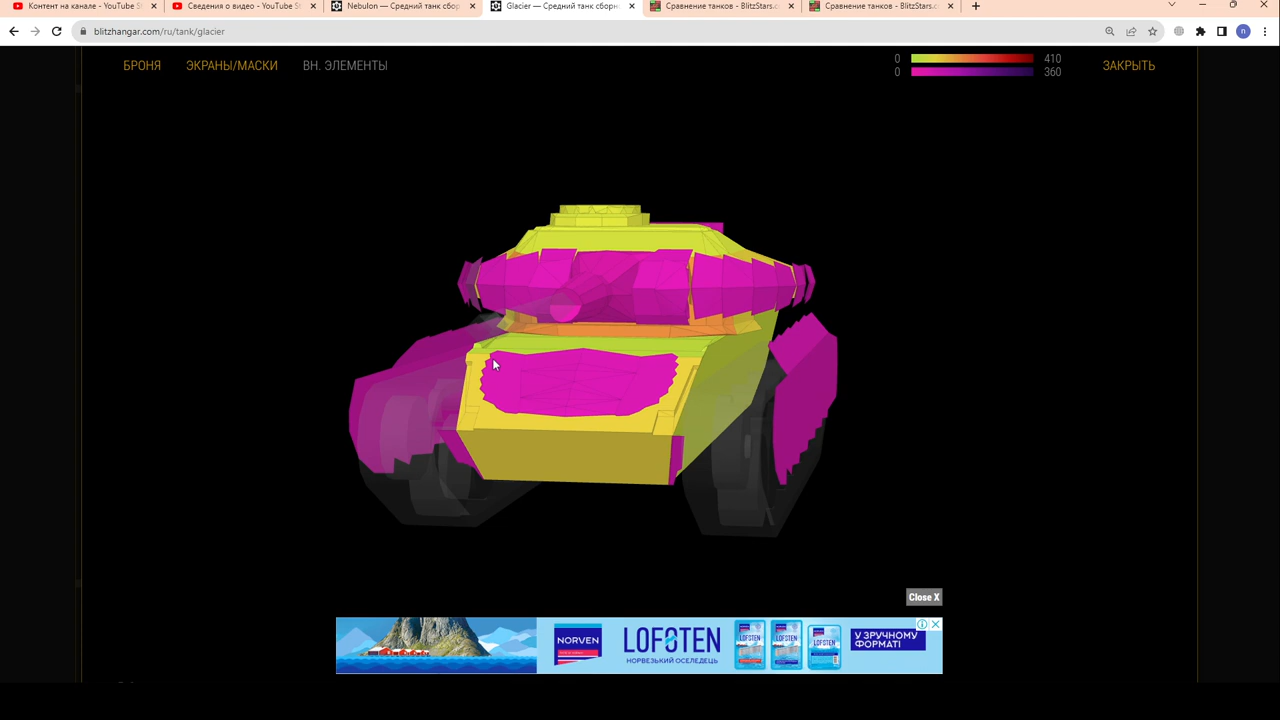 Контент на канале - YouTube S
Сведения о видео - YouTube S
Nebulon — Средний танк сбор
Glacier — Средний танк сборн
Сравнение танков - BlitzStars.c
Сравнение танков - BlitzStars.c
blitzhangar.com/ru/tank/glacier
n
БРОНЯ
ЭКРАНЫ/МАСКИ
ВН. ЭЛЕМЕНТЫ
0 410
0 360
ЗАКРЫТЬ
Close X
NORVEN
LOFOTEN
НОРВЕЗЬКИЙ ОСЕЛЕДЕЦЬ
У ЗРУЧНОМУ
ФОРМАТІ